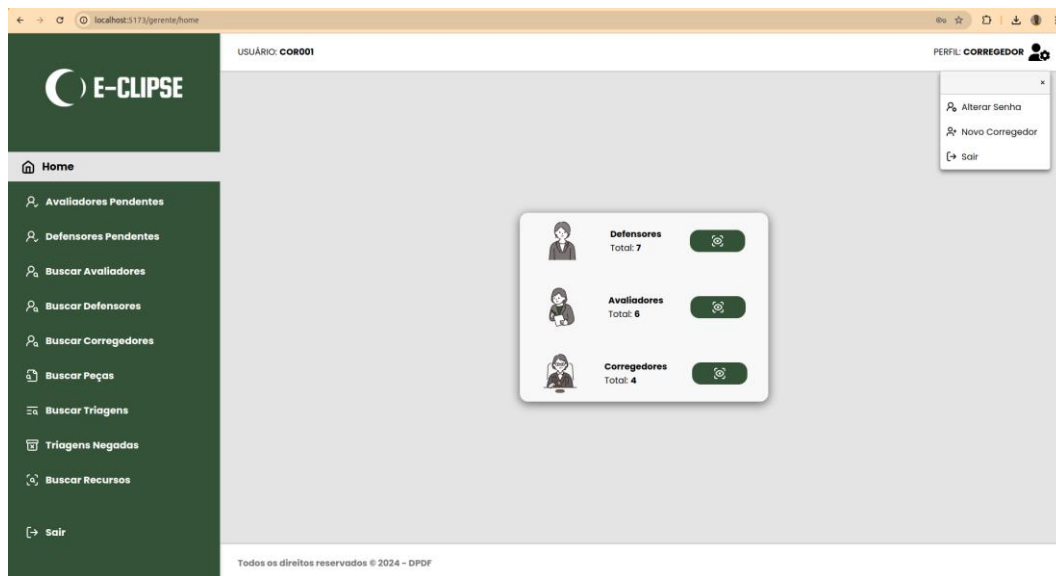 localhost:5173/gerente/home
E-CLIPSE
USUÁRIO: COR001
PERFIL: CORREGEDOR
×
Alterar Senha
Novo Corregedor
Sair
Home
Avaliadores Pendentes
Defensores Pendentes
Buscar Avaliadores
Buscar Defensores
Buscar Corregedores
Buscar Peças
Buscar Triagens
Triagens Negadas
Buscar Recursos
Sair
Defensores
Total: 7
Avaliadores
Total: 6
Corregedores
Total: 4
Todos os direitos reservados © 2024 - DPDF